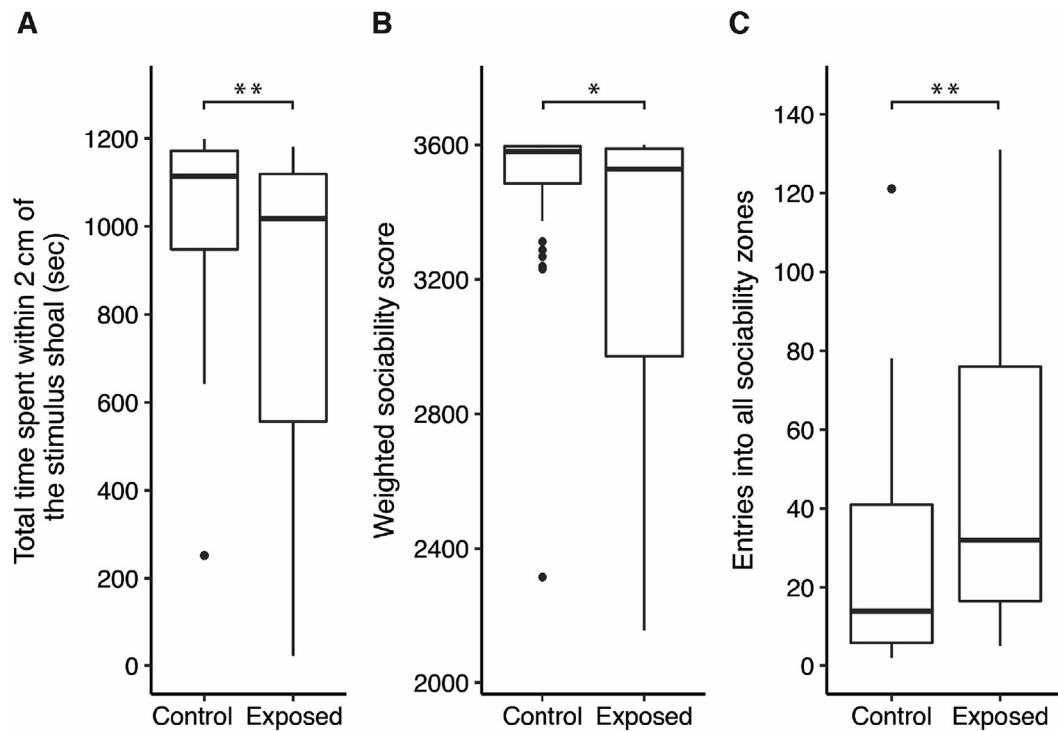 A
Total time spent within 2 cm of
the stimulus shoal (sec)
1200
1000
800
600
400
200
0
**
Control Exposed
B
Weighted sociability score
3600
3200
2800
2400
2000
*
Control Exposed
C
Entries into all sociability zones
140
120
100
80
60
40
20
0
**
Control Exposed